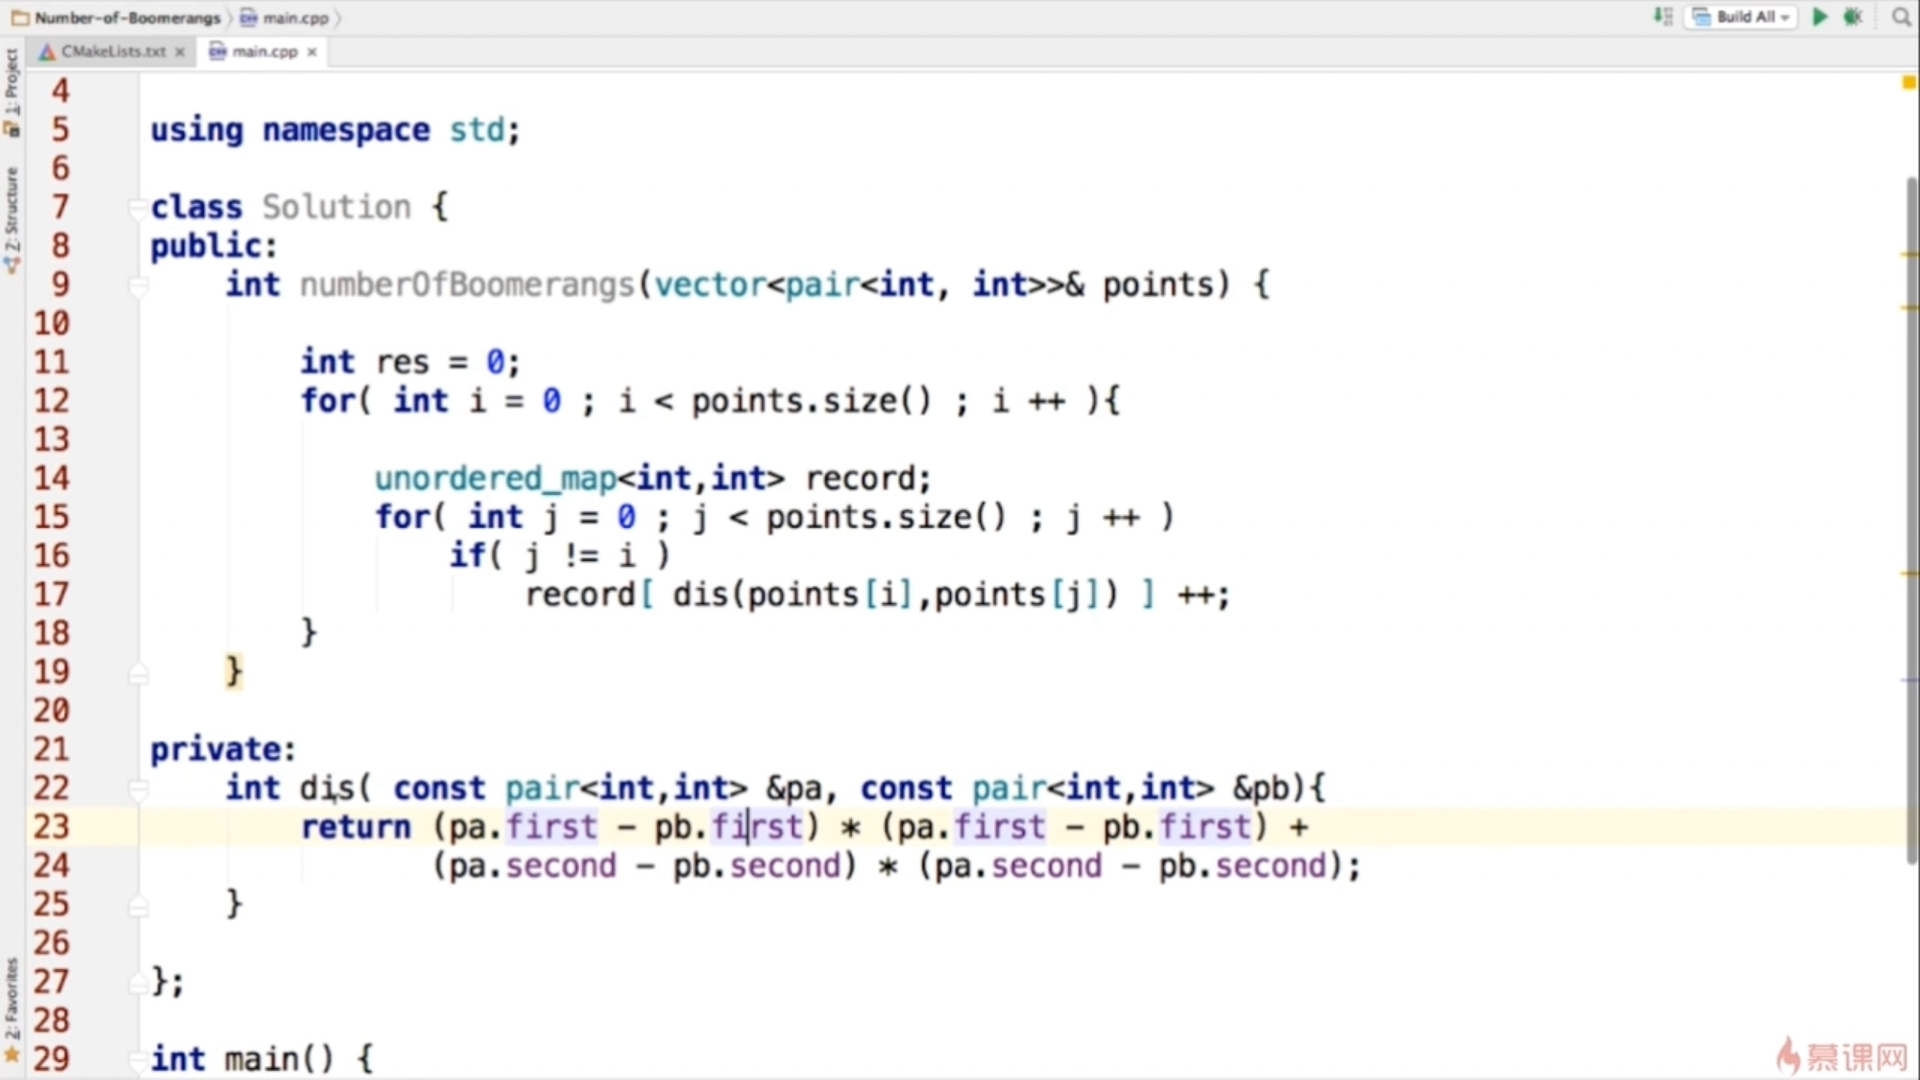 Number-of-Boomerangs main.cpp Build All
CMakeLists.txt × main.cpp ×
1: Project
Z: Structure
2: Favorites
4
5 using namespace std;
6
7 class Solution {
8 public:
9 int numberOfBoomerangs(vector<pair<int, int>>& points) {
10
11 int res = 0;
12 for( int i = 0 ; i < points.size() ; i ++ ){
13
14 unordered_map<int,int> record;
15 for( int j = 0 ; j < points.size() ; j ++ )
16 if( j != i )
17 record[ dis(points[i],points[j]) ] ++;
18 }
19 }
20
21 private:
22 int dis( const pair<int,int> &pa, const pair<int,int> &pb){
23 return (pa.first - pb.first) * (pa.first - pb.first) +
24 (pa.second - pb.second) * (pa.second - pb.second);
25 }
26
27 };
28
29 int main() {
慕课网